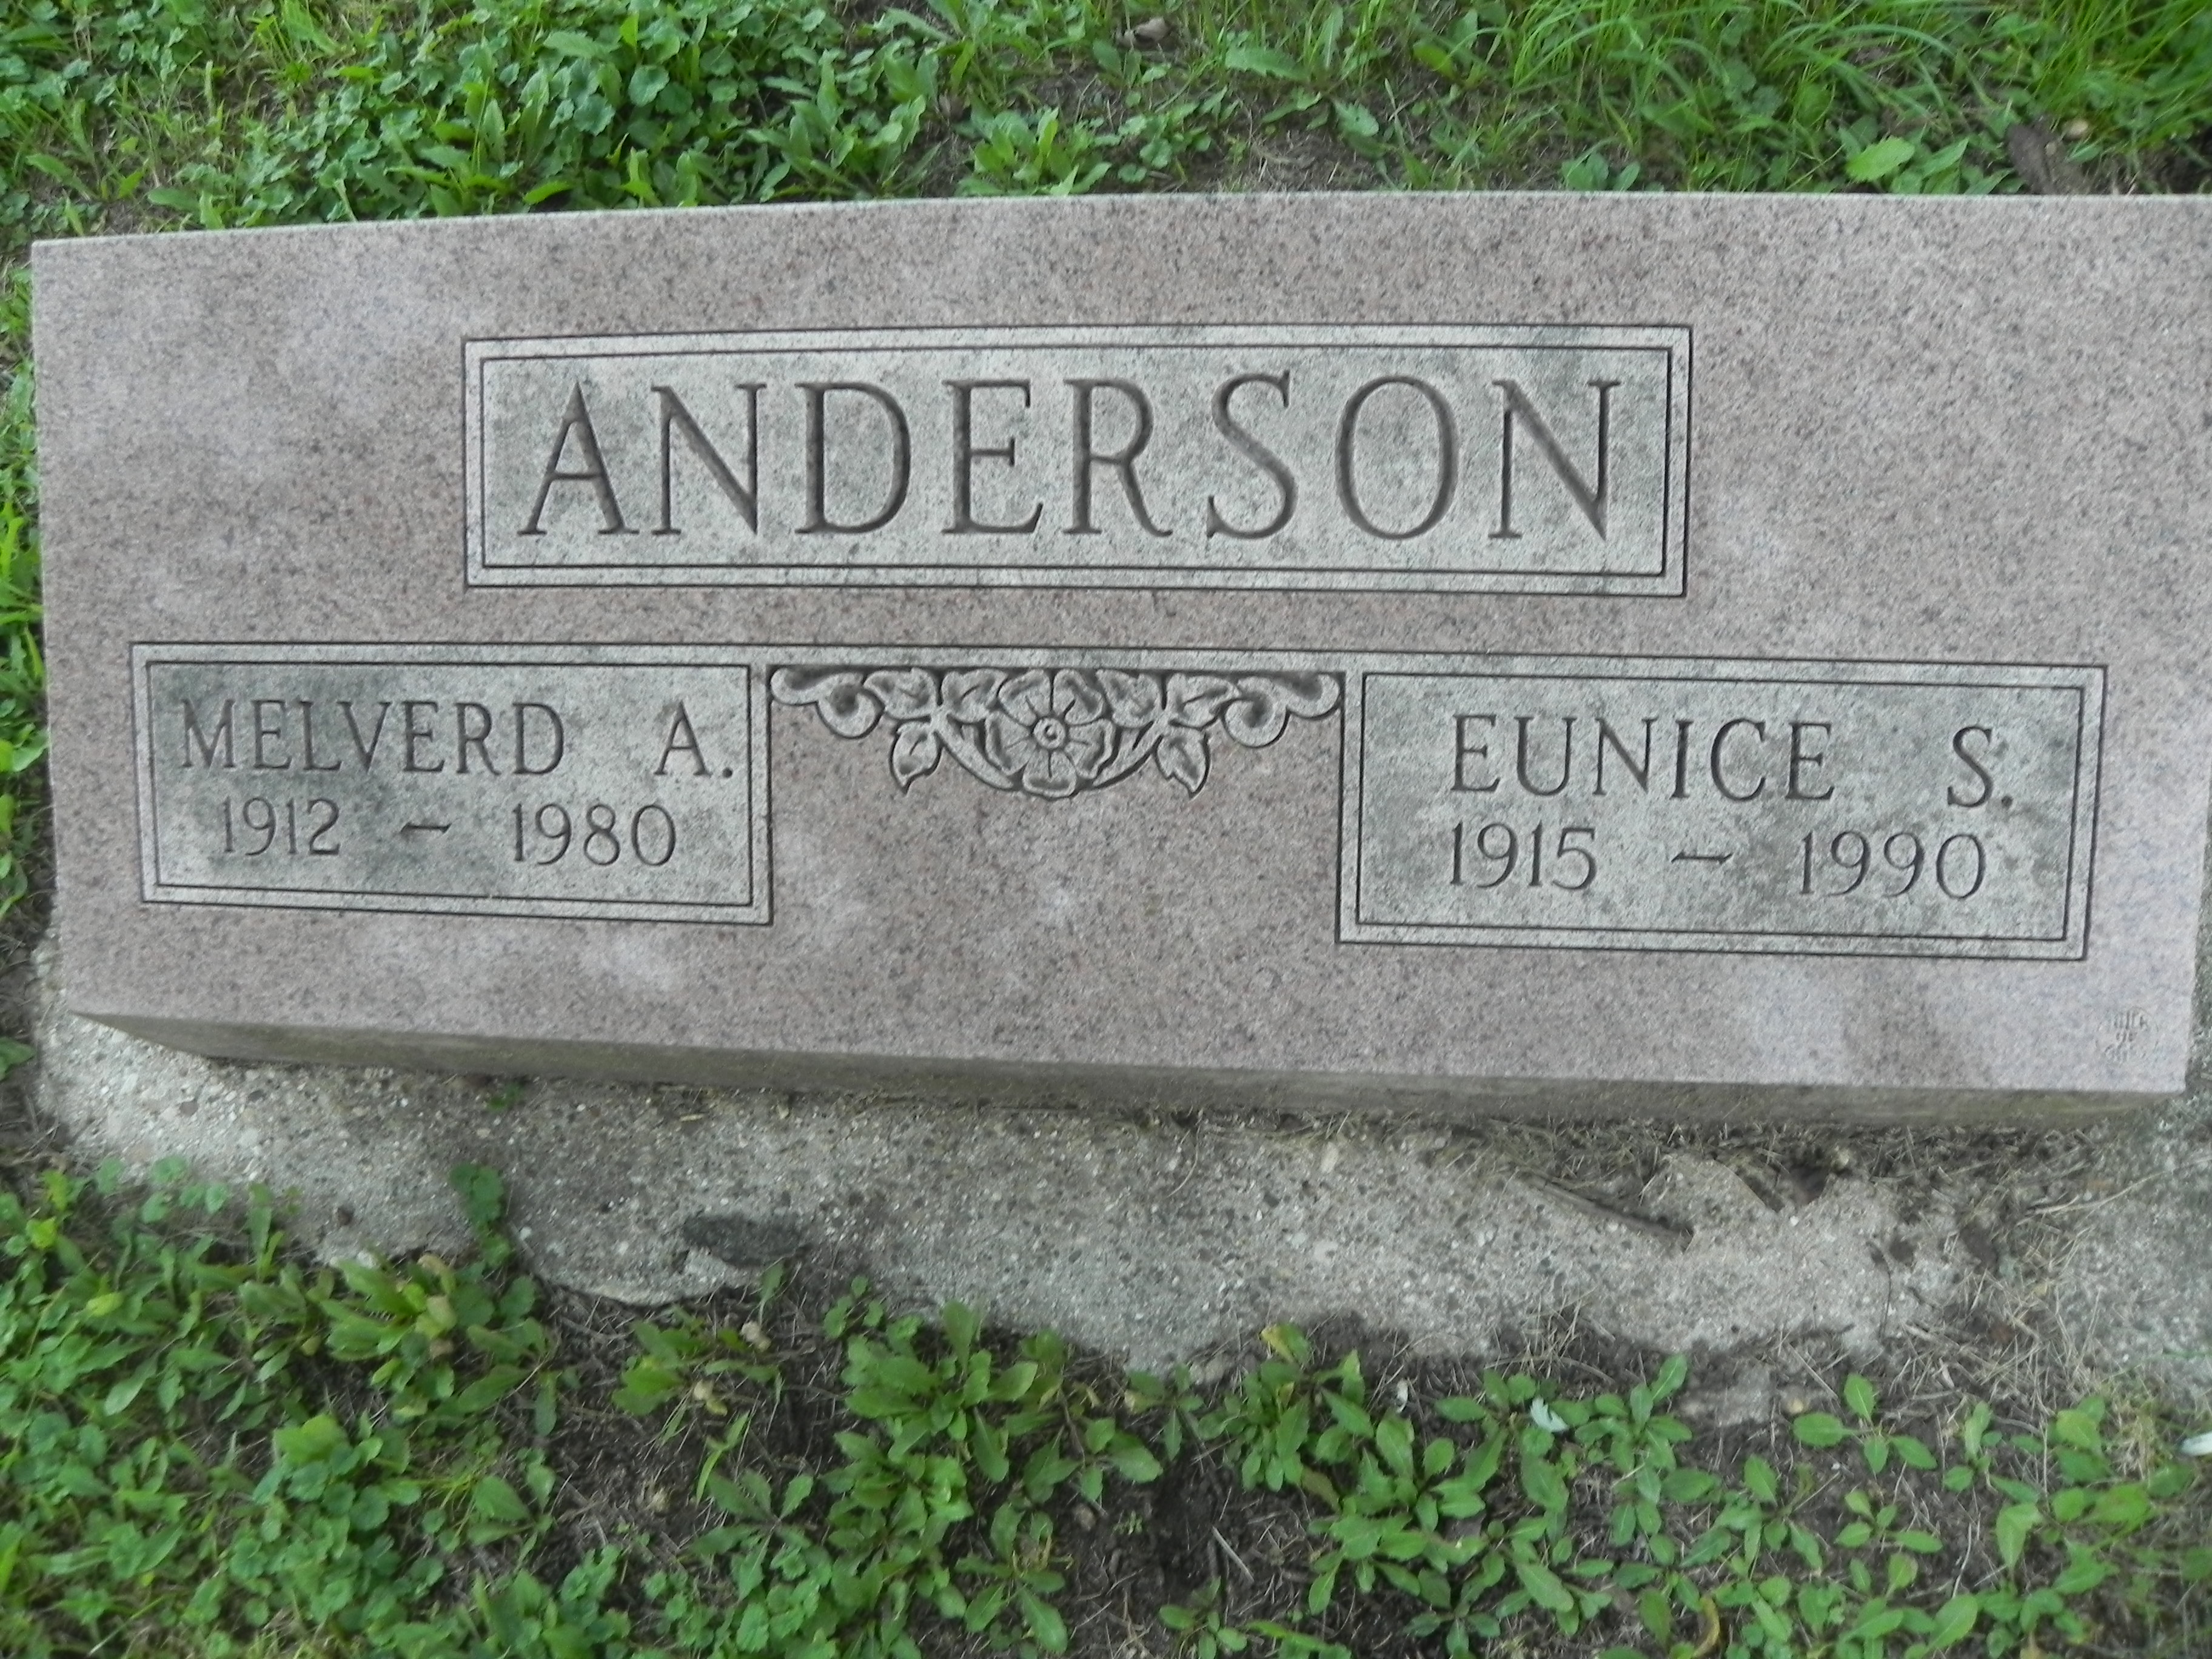 ANDERSON
MELVERD A.
1912 - 1980
EUNICE S.
1915 - 1990